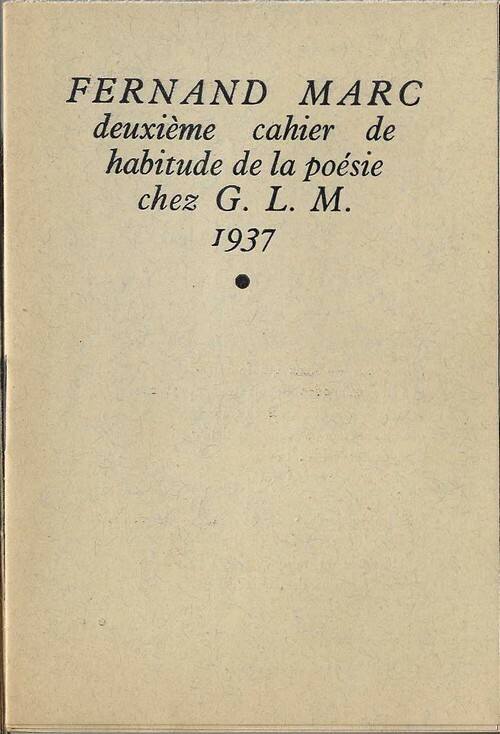 FERNAND MARC
deuxième cahier de
habitude de la poésie
chez G. L. M.
1937